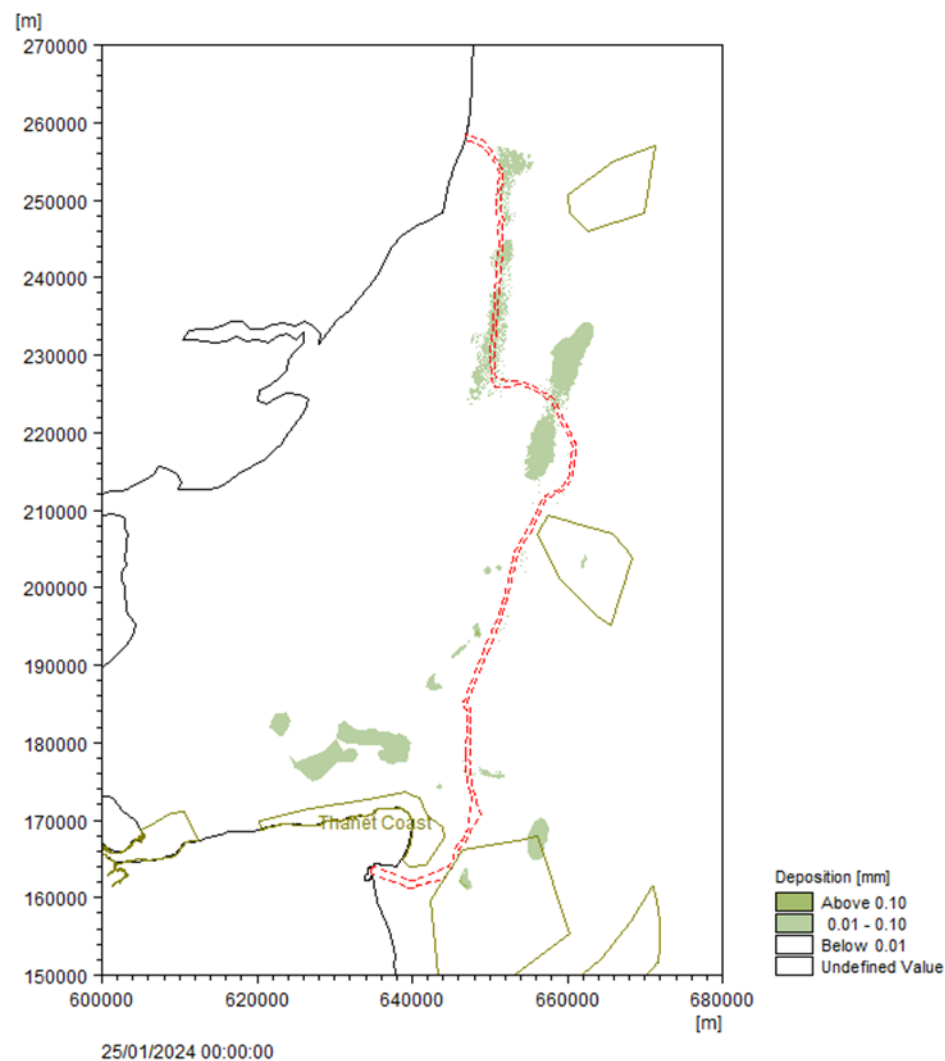 [m]
270000
260000
250000
240000
230000
220000
210000
200000
190000
180000
170000
160000
150000
Thanet Coast
600000 620000 640000 660000 680000
[m]
25/01/2024 00:00:00
Deposition [mm]
Above 0.10
0.01 - 0.10
Below 0.01
Undefined Value